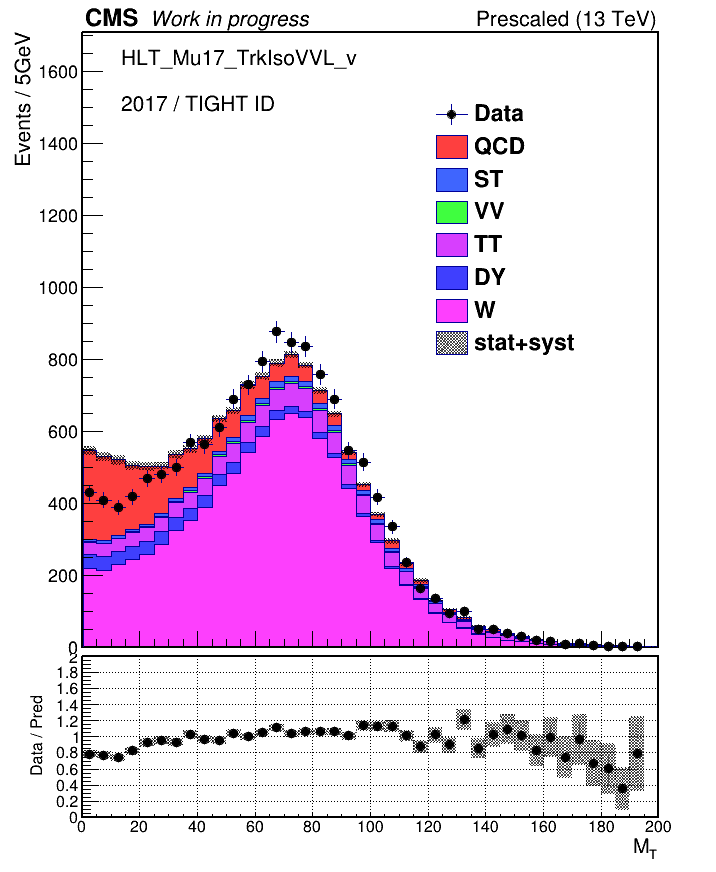 CMS Work in progress Prescaled (13 TeV)
Events / 5GeV
HLT_Mu17_TrkIsoVVL_v
2017 / TIGHT ID
Data
QCD
ST
VV
TT
DY
W
stat+syst
1600
1400
1200
1000
800
600
400
200
0
Data / Pred
2
1.8
1.6
1.4
1.2
1
0.8
0.6
0.4
0.2
0
0 20 40 60 80 100 120 140 160 180 200
M_T